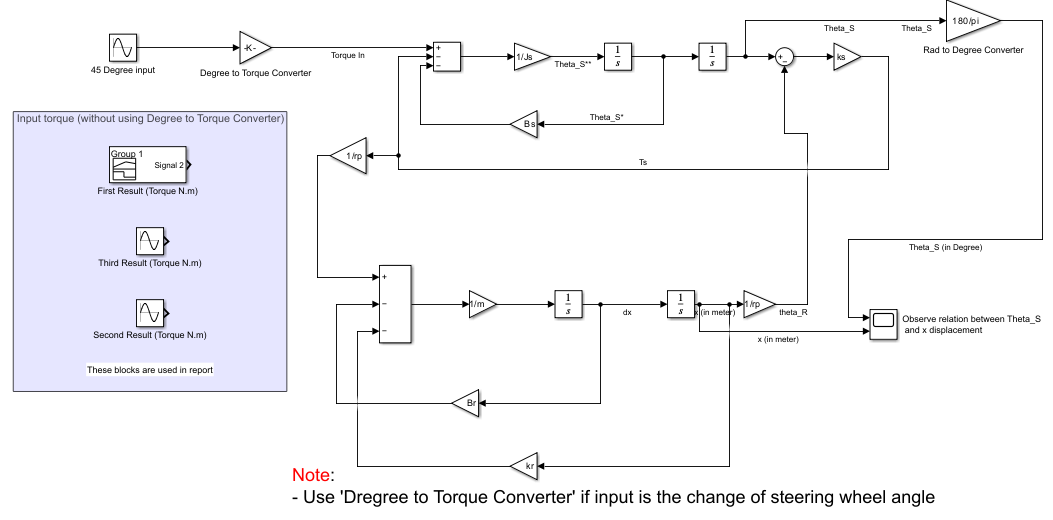 180/pi
Theta_S
Theta_S
Rad to Degree Converter
-K-
+
−
−
1/Js
1
s
1
s
+
−
ks
45 Degree input
Degree to Torque Converter
Torque In
Theta_S**
Input torque (without using Degree to Torque Converter)
Bs
Theta_S*
Group 1
Signal 2
First Result (Torque N.m)
1/rp
Ts
Third Result (Torque N.m)
Theta_S (in Degree)
+
−
−
1/m
1
s
dx
1
s
x (in meter)
1/rp
theta_R
Second Result (Torque N.m)
Observe relation between Theta_S
and x displacement
x (in meter)
These blocks are used in report
Br
kr
Note:
- Use 'Dregree to Torque Converter' if input is the change of steering wheel angle